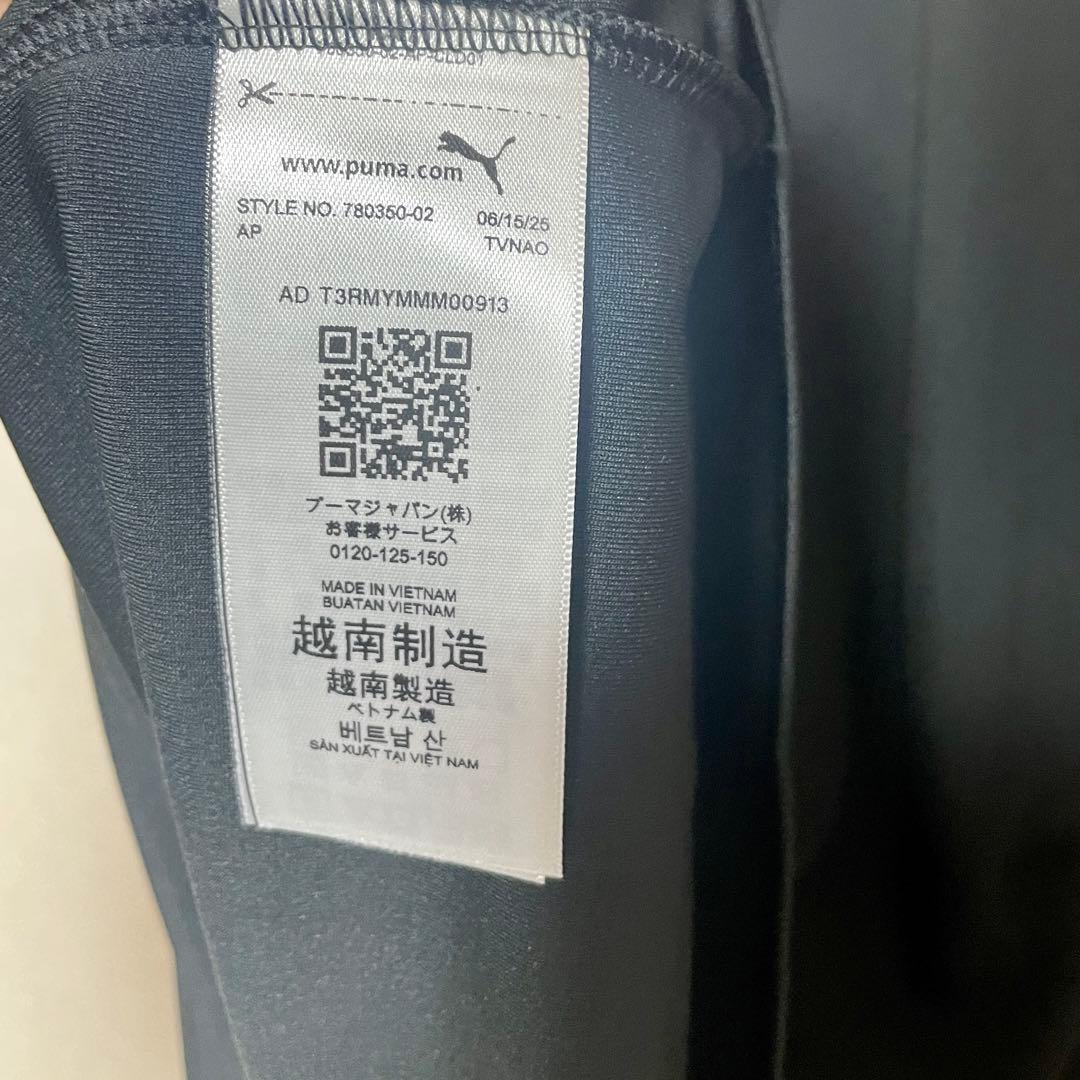 www.puma.com
STYLE NO. 780350-02 06/15/25
AP TVNAO
AD T3RMYMMM00913
プーマジャパン(株)
お客様サービス
0120-125-150
MADE IN VIETNAM
BUATAN VIETNAM
越南制造
越南製造
ベトナム製
베트남 산
SẢN XUẤT TẠI VIỆT NAM